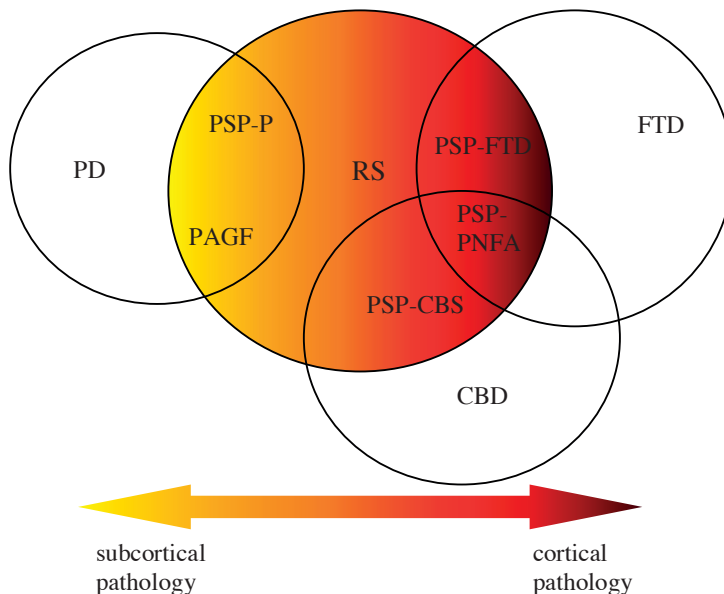 PSP-P
FTD
PSP-FTD
PD
RS
PSP-
PNFA
PAGF
PSP-CBS
CBD
subcortical
pathology
cortical
pathology